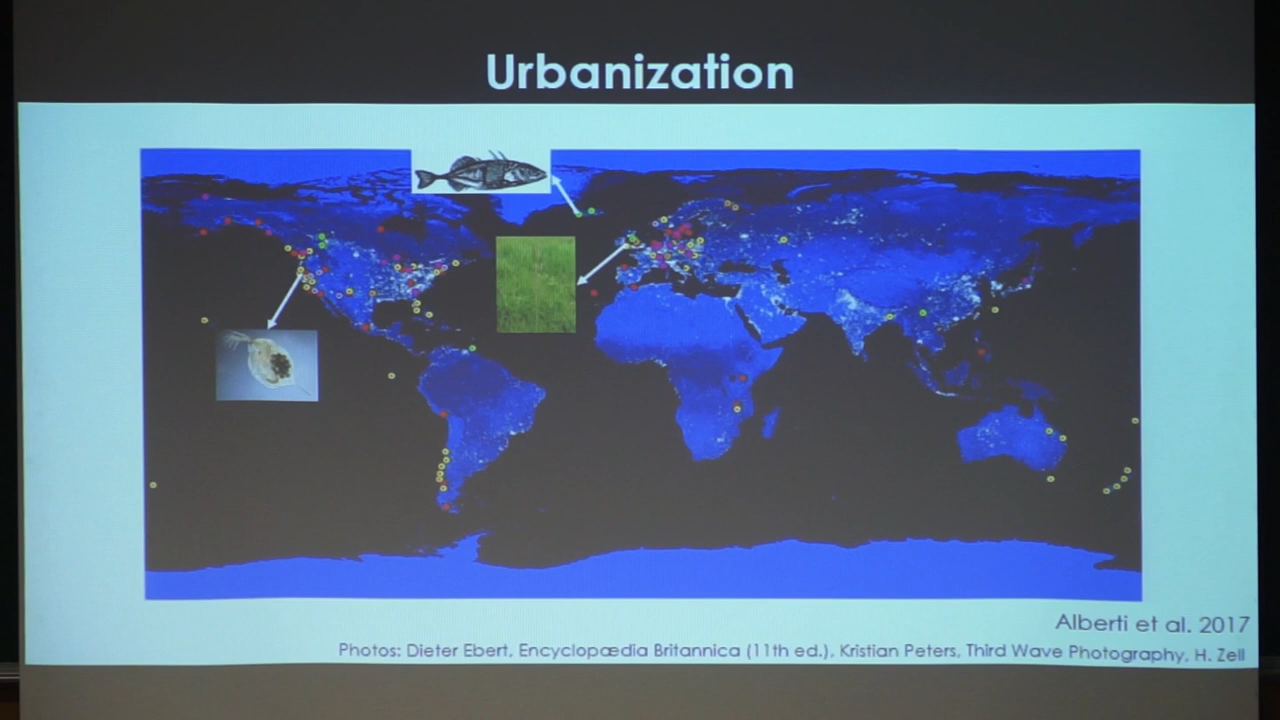 Urbanization
Alberti et al. 2017
Photos: Dieter Ebert, Encyclopædia Britannica (11th ed.), Kristian Peters, Third Wave Photography, H. Zell